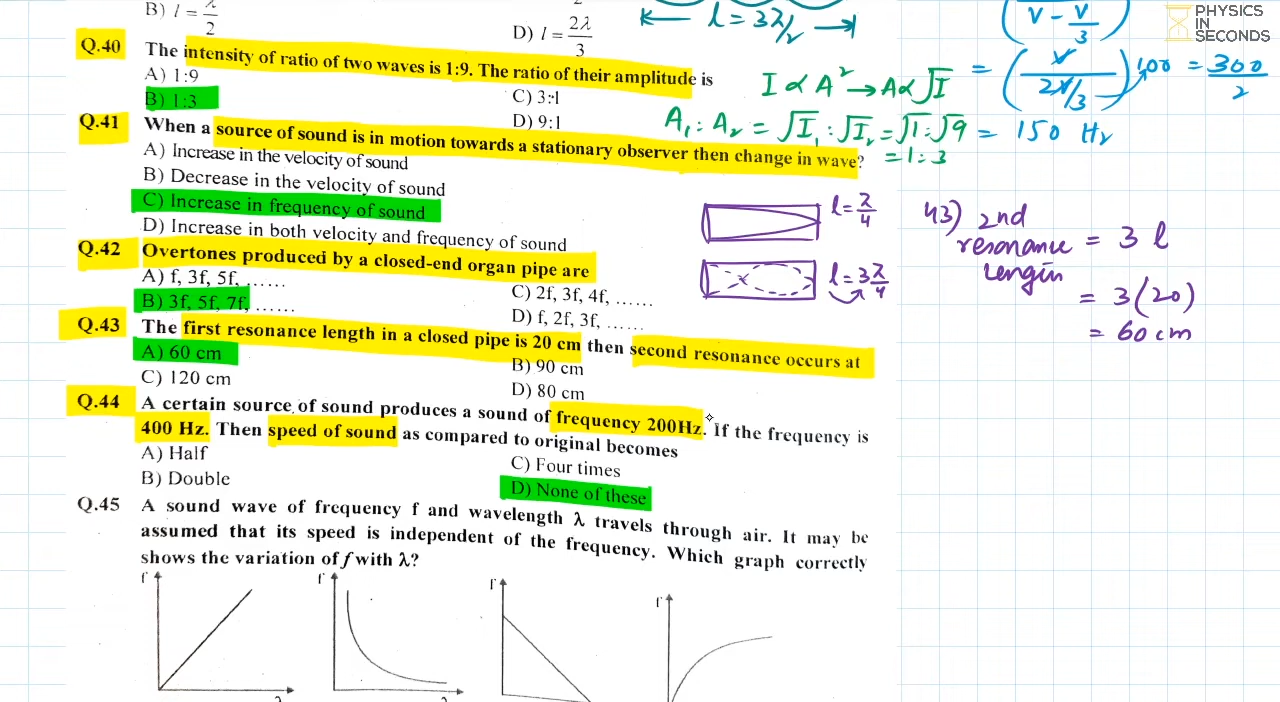 B) l = λ/2
D) l = 2λ/3
l = 3λ/2
(V - V/3)
PHYSICS
IN
SECONDS
Q.40 The intensity of ratio of two waves is 1:9. The ratio of their amplitude is
A) 1:9
C) 3:1
B) 1:3
D) 9:1
I ∝ A² → A ∝ √I
= (V / 2V/3) 100 = 300/2
A₁ : A₂ = √I₁ : √I₂ = √1 : √9 = 150 Hz
= 1 : 3
Q.41 When a source of sound is in motion towards a stationary observer then change in wave?
A) Increase in the velocity of sound
B) Decrease in the velocity of sound
C) Increase in frequency of sound
D) Increase in both velocity and frequency of sound
l = λ/4
l = 3λ/4
43) 2nd
resonance = 3 l
length
= 3(20)
= 60 cm
Q.42 Overtones produced by a closed-end organ pipe are
A) f, 3f, 5f, ......
C) 2f, 3f, 4f, ......
B) 3f, 5f, 7f, ......
D) f, 2f, 3f, ......
Q.43 The first resonance length in a closed pipe is 20 cm then second resonance occurs at
A) 60 cm
B) 90 cm
C) 120 cm
D) 80 cm
Q.44 A certain source of sound produces a sound of frequency 200Hz. If the frequency is
400 Hz. Then speed of sound as compared to original becomes
A) Half
C) Four times
B) Double
D) None of these
Q.45 A sound wave of frequency f and wavelength λ travels through air. It may be
assumed that its speed is independent of the frequency. Which graph correctly
shows the variation of f with λ?
f
f
f
f